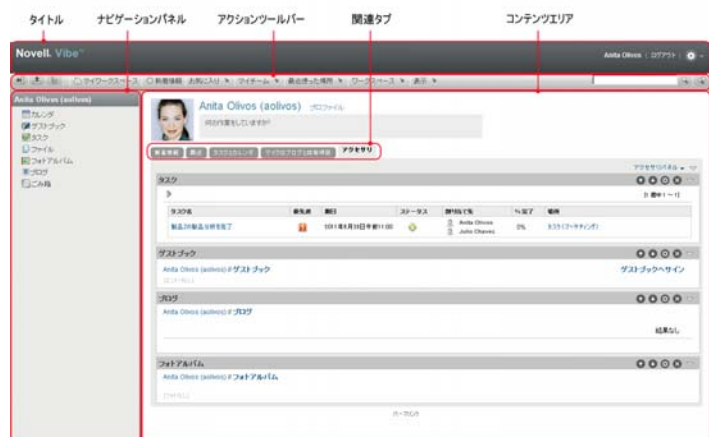 タイトル ナビゲーションパネル アクションツールバー 関連タブ コンテンツエリア
Novell. Vibe
Anita Olivos | ログアウト |
マイワークスペース 新着情報 お気に入り マイチーム 最近使った場所 ワークスペース 表示
Anita Olivos (aolivos)
カレンダ
ゲストブック
タスク
ファイル
フォトアルバム
ブログ
ごみ箱
Anita Olivos (aolivos) プロファイル
何の作業をしていますか?
新着情報 タスクとカレンダ アクセサリ
アクセサリパネル
タスク
タスク名 優先度 期日 ステータス 割り当て先 % 完了 場所
Anita Olivos
Julio Chavez
0%
タスク (マーケティング)
ゲストブック
Anita Olivos (aolivos) の ゲストブック
ゲストブックへサイン
ブログ
Anita Olivos (aolivos) の ブログ
結果なし
フォトアルバム
Anita Olivos (aolivos) の フォトアルバム
パーマリンク